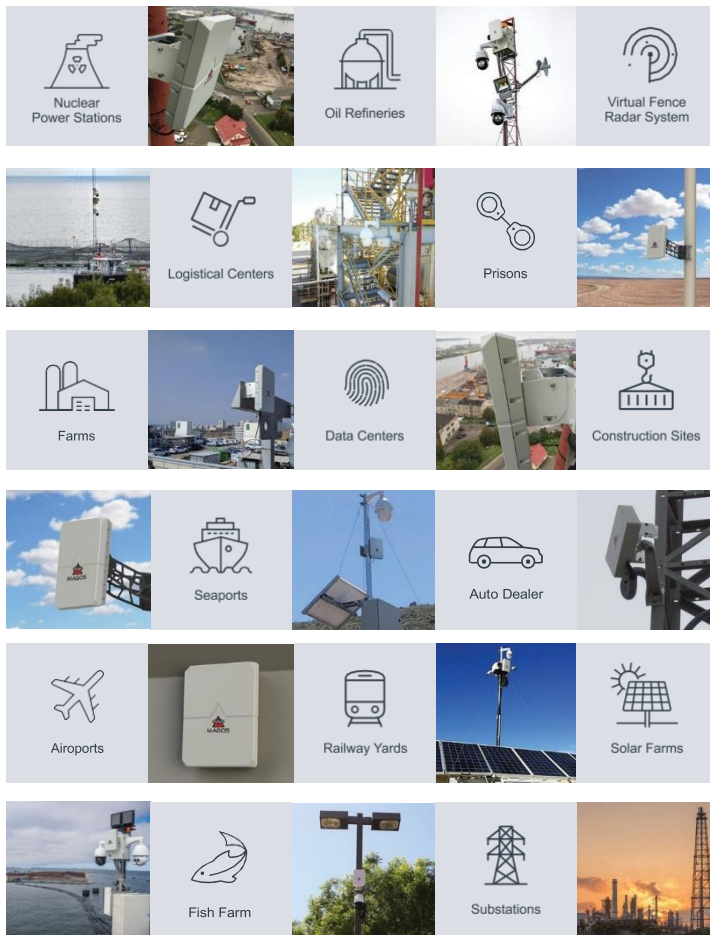 Nuclear
Power Stations
Oil Refineries
Virtual Fence
Radar System
Logistical Centers
Prisons
Farms
Data Centers
Construction Sites
MAGOS
Seaports
Auto Dealer
Airoports
MAGOS
Railway Yards
Solar Farms
Fish Farm
Substations